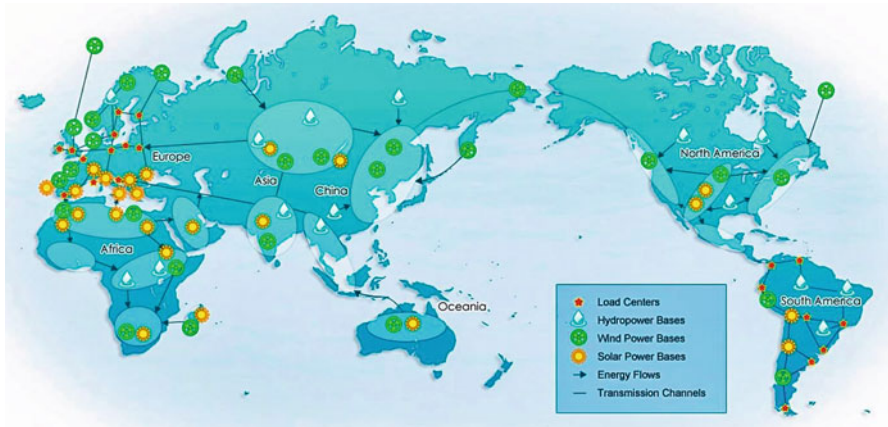 Europe
Asia
China
North America
Africa
Oceania
South America
Load Centers
Hydropower Bases
Wind Power Bases
Solar Power Bases
Energy Flows
Transmission Channels